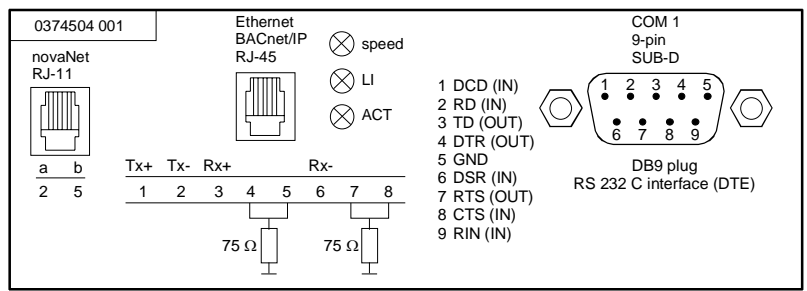 0374504 001
novaNet
RJ-11
a b
2 5
Ethernet
BACnet/IP
RJ-45
speed
LI
ACT
Tx+ Tx- Rx+ Rx-
1 2 3 4 5 6 7 8
75 Ω 75 Ω
1 DCD (IN)
2 RD (IN)
3 TD (OUT)
4 DTR (OUT)
5 GND
6 DSR (IN)
7 RTS (OUT)
8 CTS (IN)
9 RIN (IN)
COM 1
9-pin
SUB-D
1 2 3 4 5
6 7 8 9
DB9 plug
RS 232 C interface (DTE)